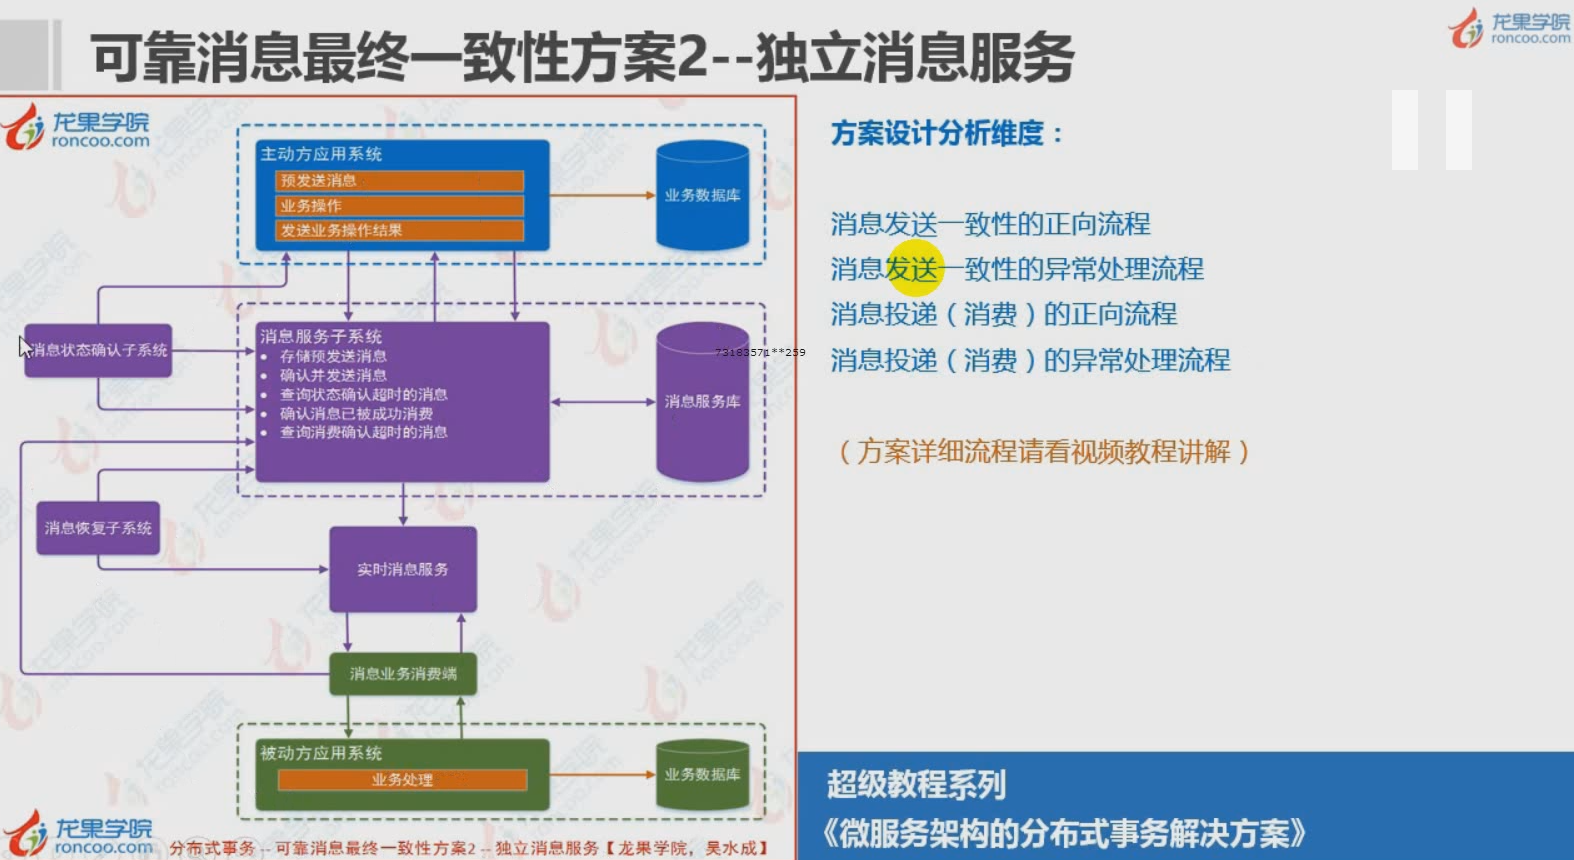 可靠消息最终一致性方案2--独立消息服务
龙果学院
roncoo.com
龙果学院
roncoo.com
主动方应用系统
预发送消息
业务操作
发送业务操作结果
业务数据库
消息状态确认子系统
消息服务子系统
• 存储预发送消息
• 确认并发送消息
• 查询状态确认超时的消息
• 确认消息已被成功消费
• 查询消费确认超时的消息
消息服务库
73183571**259
消息恢复子系统
实时消息服务
消息业务消费端
被动方应用系统
业务处理
业务数据库
龙果学院
roncoo.com
分布式事务 -- 可靠消息最终一致性方案2 -- 独立消息服务【龙果学院，吴水成】
方案设计分析维度：
消息发送一致性的正向流程
消息发送一致性的异常处理流程
消息投递（消费）的正向流程
消息投递（消费）的异常处理流程
（方案详细流程请看视频教程讲解）
超级教程系列
《微服务架构的分布式事务解决方案》